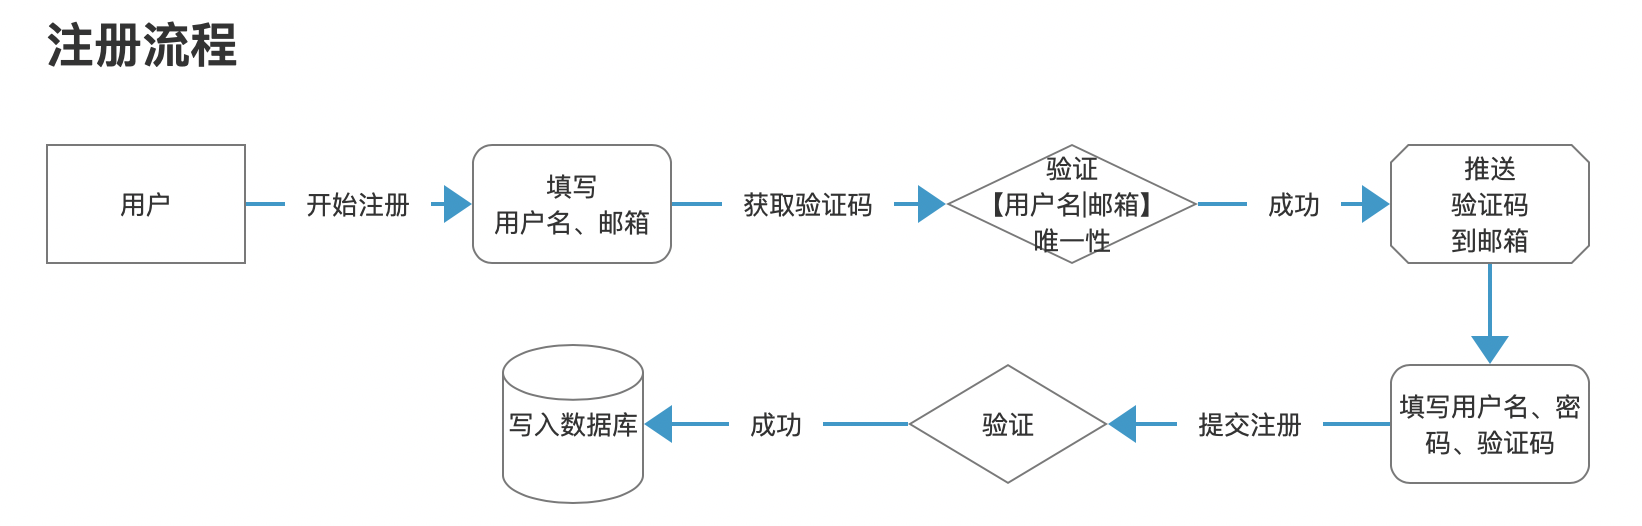 注册流程
用户
开始注册
填写
用户名、邮箱
获取验证码
验证
【用户名|邮箱】
唯一性
成功
推送
验证码
到邮箱
填写用户名、密
码、验证码
提交注册
验证
成功
写入数据库